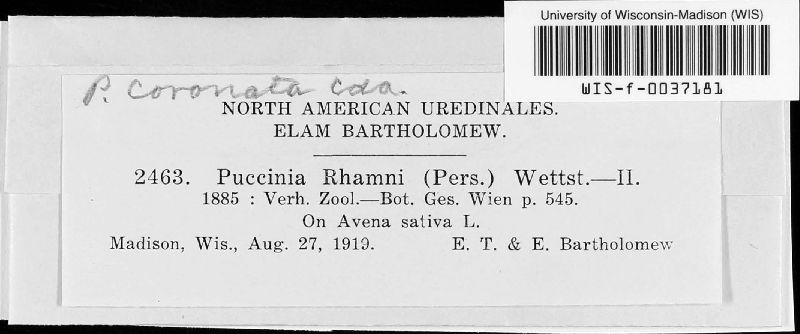 University of Wisconsin-Madison (WIS)
WIS-f-0037181
P. coronata Cda.
NORTH AMERICAN UREDINALES.
ELAM BARTHOLOMEW.
2463. Puccinia Rhamni (Pers.) Wettst.—II.
1885 : Verh. Zool.—Bot. Ges. Wien p. 545.
On Avena sativa L.
Madison, Wis., Aug. 27, 1919. E. T. & E. Bartholomew